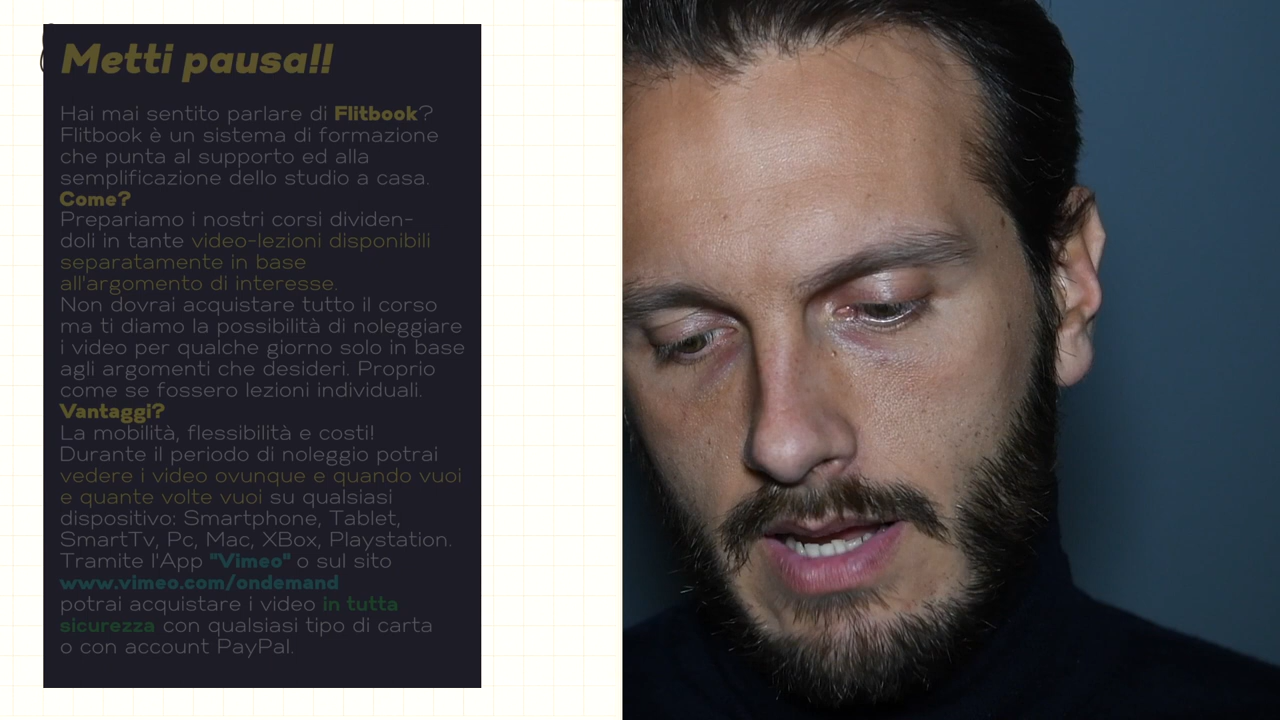 Metti pausa!!
Hai mai sentito parlare di Flitbook?
Flitbook è un sistema di formazione
che punta al supporto ed alla
semplificazione dello studio a casa.
Come?
Prepariamo i nostri corsi dividen-
doli in tante video-lezioni disponibili
separatamente in base
all'argomento di interesse.
Non dovrai acquistare tutto il corso
ma ti diamo la possibilità di noleggiare
i video per qualche giorno solo in base
agli argomenti che desideri. Proprio
come se fossero lezioni individuali.
Vantaggi?
La mobilità, flessibilità e costi!
Durante il periodo di noleggio potrai
vedere i video ovunque e quando vuoi
e quante volte vuoi su qualsiasi
dispositivo: Smartphone, Tablet,
SmartTv, Pc, Mac, XBox, Playstation.
Tramite l'App "Vimeo" o sul sito
www.vimeo.com/ondemand
potrai acquistare i video in tutta
sicurezza con qualsiasi tipo di carta
o con account PayPal.